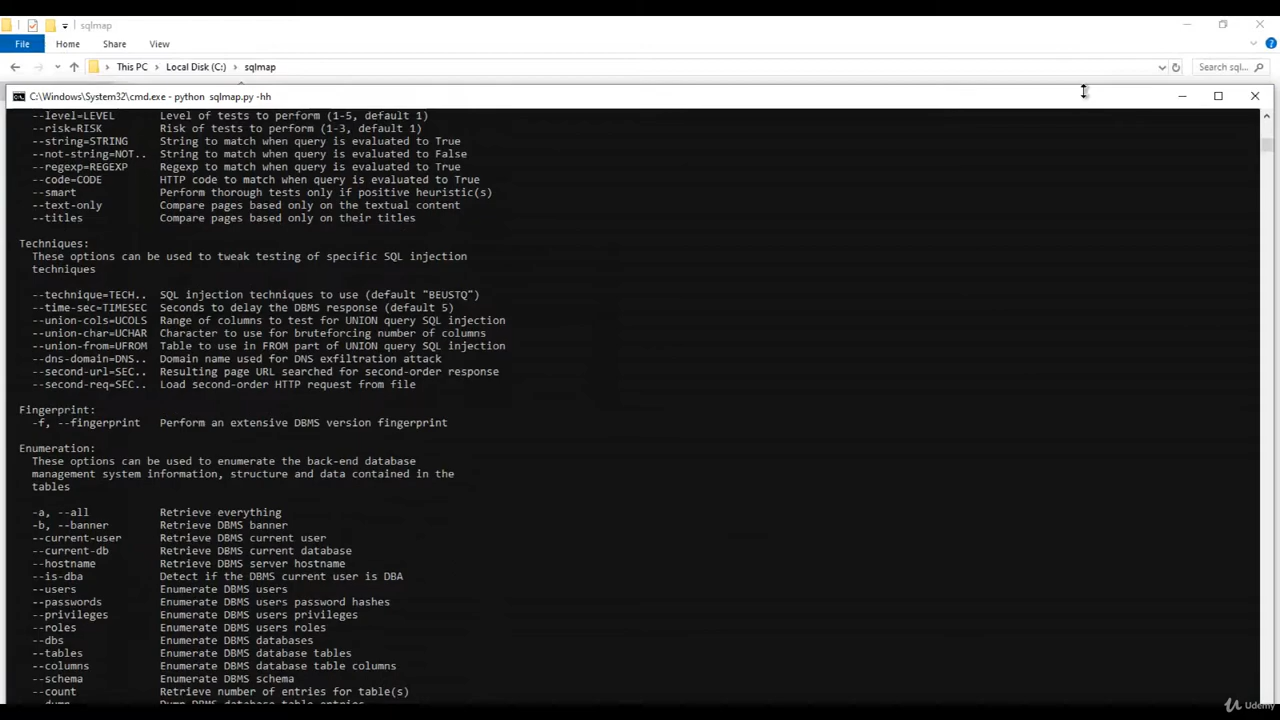 sqlmap
File Home Share View
This PC Local Disk (C:) sqlmap Search sql...
C:\Windows\System32\cmd.exe - python sqlmap.py -hh
--level=LEVEL Level of tests to perform (1-5, default 1)
--risk=RISK Risk of tests to perform (1-3, default 1)
--string=STRING String to match when query is evaluated to True
--not-string=NOT.. String to match when query is evaluated to False
--regexp=REGEXP Regexp to match when query is evaluated to True
--code=CODE HTTP code to match when query is evaluated to True
--smart Perform thorough tests only if positive heuristic(s)
--text-only Compare pages based only on the textual content
--titles Compare pages based only on their titles
Techniques:
These options can be used to tweak testing of specific SQL injection
techniques
--technique=TECH.. SQL injection techniques to use (default "BEUSTQ")
--time-sec=TIMESEC Seconds to delay the DBMS response (default 5)
--union-cols=UCOLS Range of columns to test for UNION query SQL injection
--union-char=UCHAR Character to use for bruteforcing number of columns
--union-from=UFROM Table to use in FROM part of UNION query SQL injection
--dns-domain=DNS.. Domain name used for DNS exfiltration attack
--second-url=SEC.. Resulting page URL searched for second-order response
--second-req=SEC.. Load second-order HTTP request from file
Fingerprint:
-f, --fingerprint Perform an extensive DBMS version fingerprint
Enumeration:
These options can be used to enumerate the back-end database
management system information, structure and data contained in the
tables
-a, --all Retrieve everything
-b, --banner Retrieve DBMS banner
--current-user Retrieve DBMS current user
--current-db Retrieve DBMS current database
--hostname Retrieve DBMS server hostname
--is-dba Detect if the DBMS current user is DBA
--users Enumerate DBMS users
--passwords Enumerate DBMS users password hashes
--privileges Enumerate DBMS users privileges
--roles Enumerate DBMS users roles
--dbs Enumerate DBMS databases
--tables Enumerate DBMS database tables
--columns Enumerate DBMS database table columns
--schema Enumerate DBMS schema
--count Retrieve number of entries for table(s)
--dump Dump DBMS database table entries
Udemy